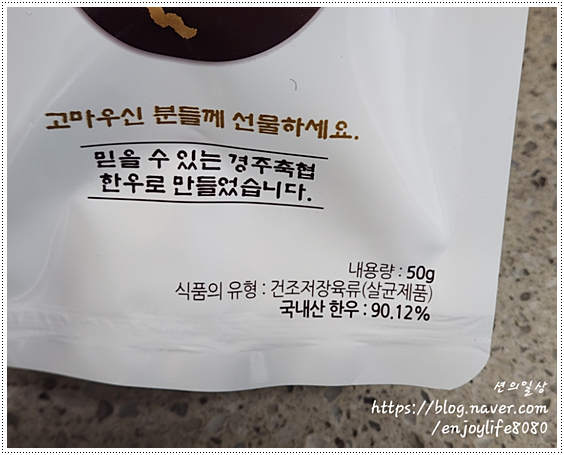 고마우신 분들께 선물하세요.
믿을 수 있는 경주축협
한우로 만들었습니다.
내용량 : 50g
식품의 유형 : 건조저장육류(살균제품)
국내산 한우 : 90.12%
션의일상
https://blog.naver.com
/enjoylife8080